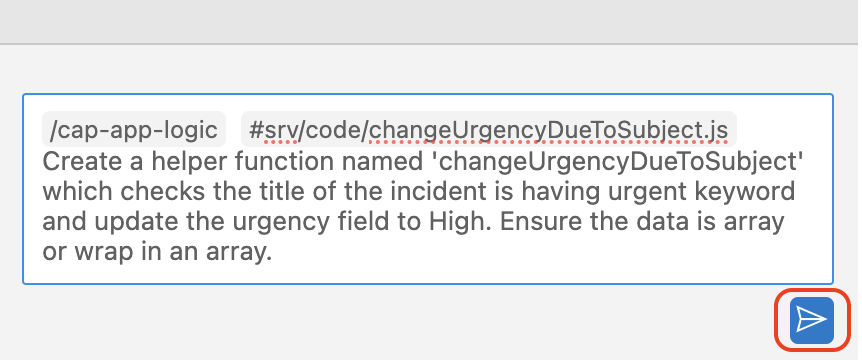 /cap-app-logic #srv/code/changeUrgencyDueToSubject.js
Create a helper function named 'changeUrgencyDueToSubject'
which checks the title of the incident is having urgent keyword
and update the urgency field to High. Ensure the data is array
or wrap in an array.